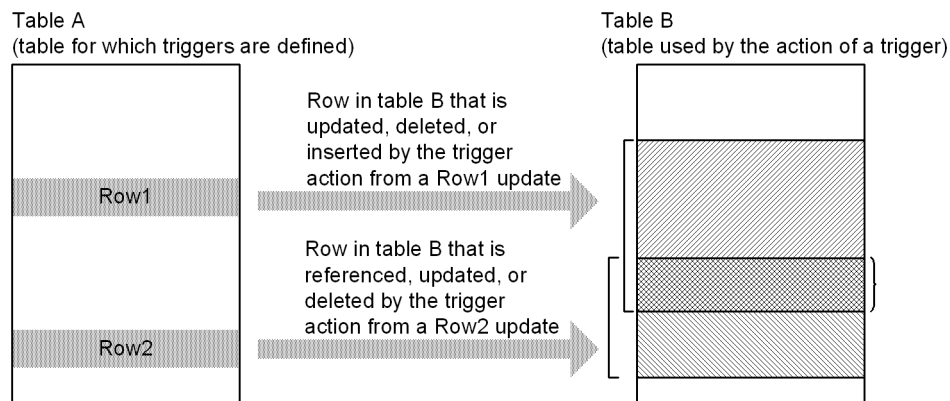 Table A
(table for which triggers are defined)
Table B
(table used by the action of a trigger)
Row in table B that is
updated, deleted, or
inserted by the trigger
action from a Row1 update
Row1
Row in table B that is
referenced, updated, or
deleted by the trigger
action from a Row2 update
Row2